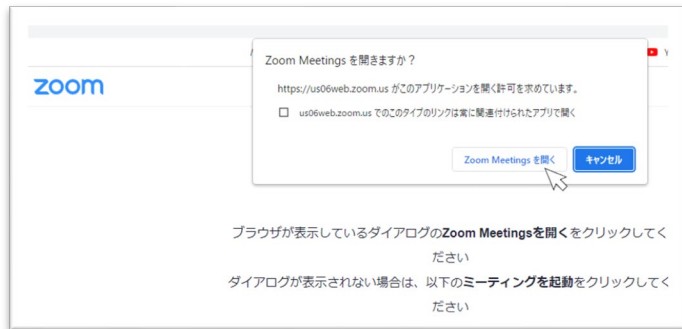 Zoom Meetings を開きますか？
zoom
https://us06web.zoom.us がこのアプリケーションを開く許可を求めています。
us06web.zoom.us でのこのタイプのリンクは常に関連付けられたアプリで開く
Zoom Meetings を開く
キャンセル
ブラウザが表示しているダイアログのZoom Meetingsを開くをクリックしてく
ださい
ダイアログが表示されない場合は、以下のミーティングを起動をクリックしてく
ださい